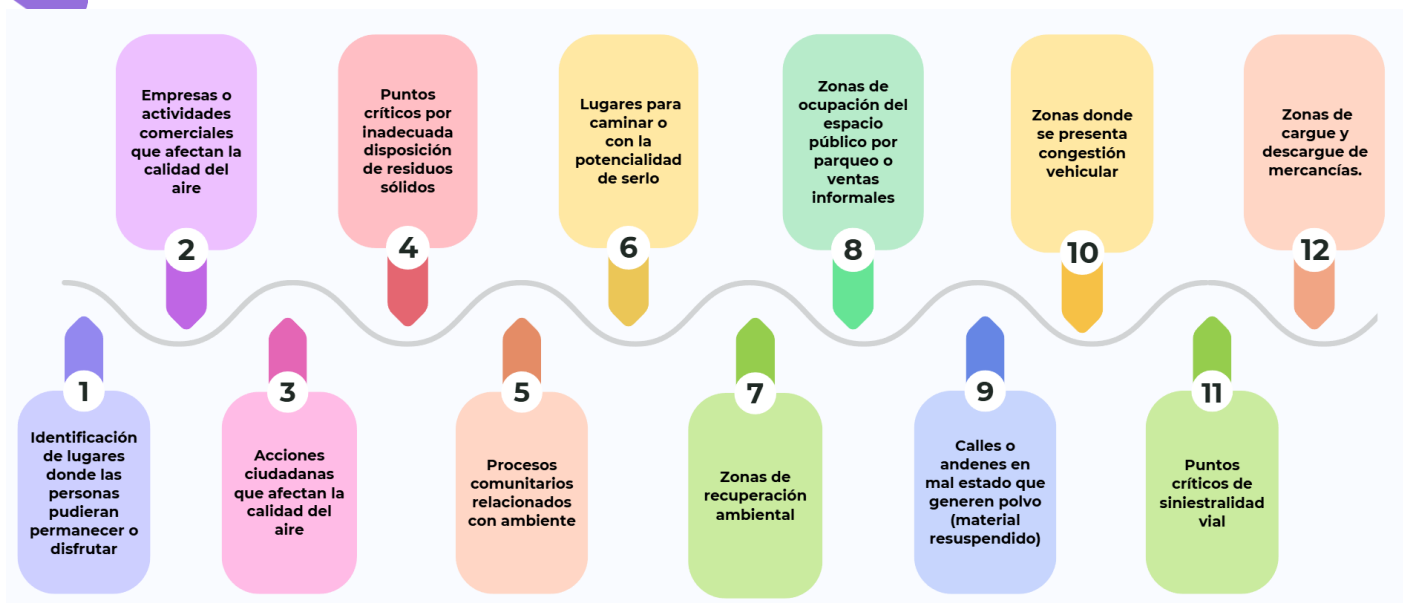 1
Identificación
de lugares
donde las
personas
pudieran
permanecer o
disfrutar
Empresas o
actividades
comerciales
que afectan la
calidad del
aire
2
3
Acciones
ciudadanas
que afectan la
calidad del
aire
Puntos
críticos por
inadecuada
disposición
de residuos
sólidos
4
5
Procesos
comunitarios
relacionados
con ambiente
Lugares para
caminar o
con la
potencialidad
de serlo
6
7
Zonas de
recuperación
ambiental
Zonas de
ocupación del
espacio
público por
parqueo o
ventas
informales
8
9
Calles o
andenes en
mal estado que
generen polvo
(material
resuspendido)
Zonas donde
se presenta
congestión
vehicular
10
11
Puntos
críticos de
siniestralidad
vial
Zonas de
cargue y
descargue de
mercancías.
12